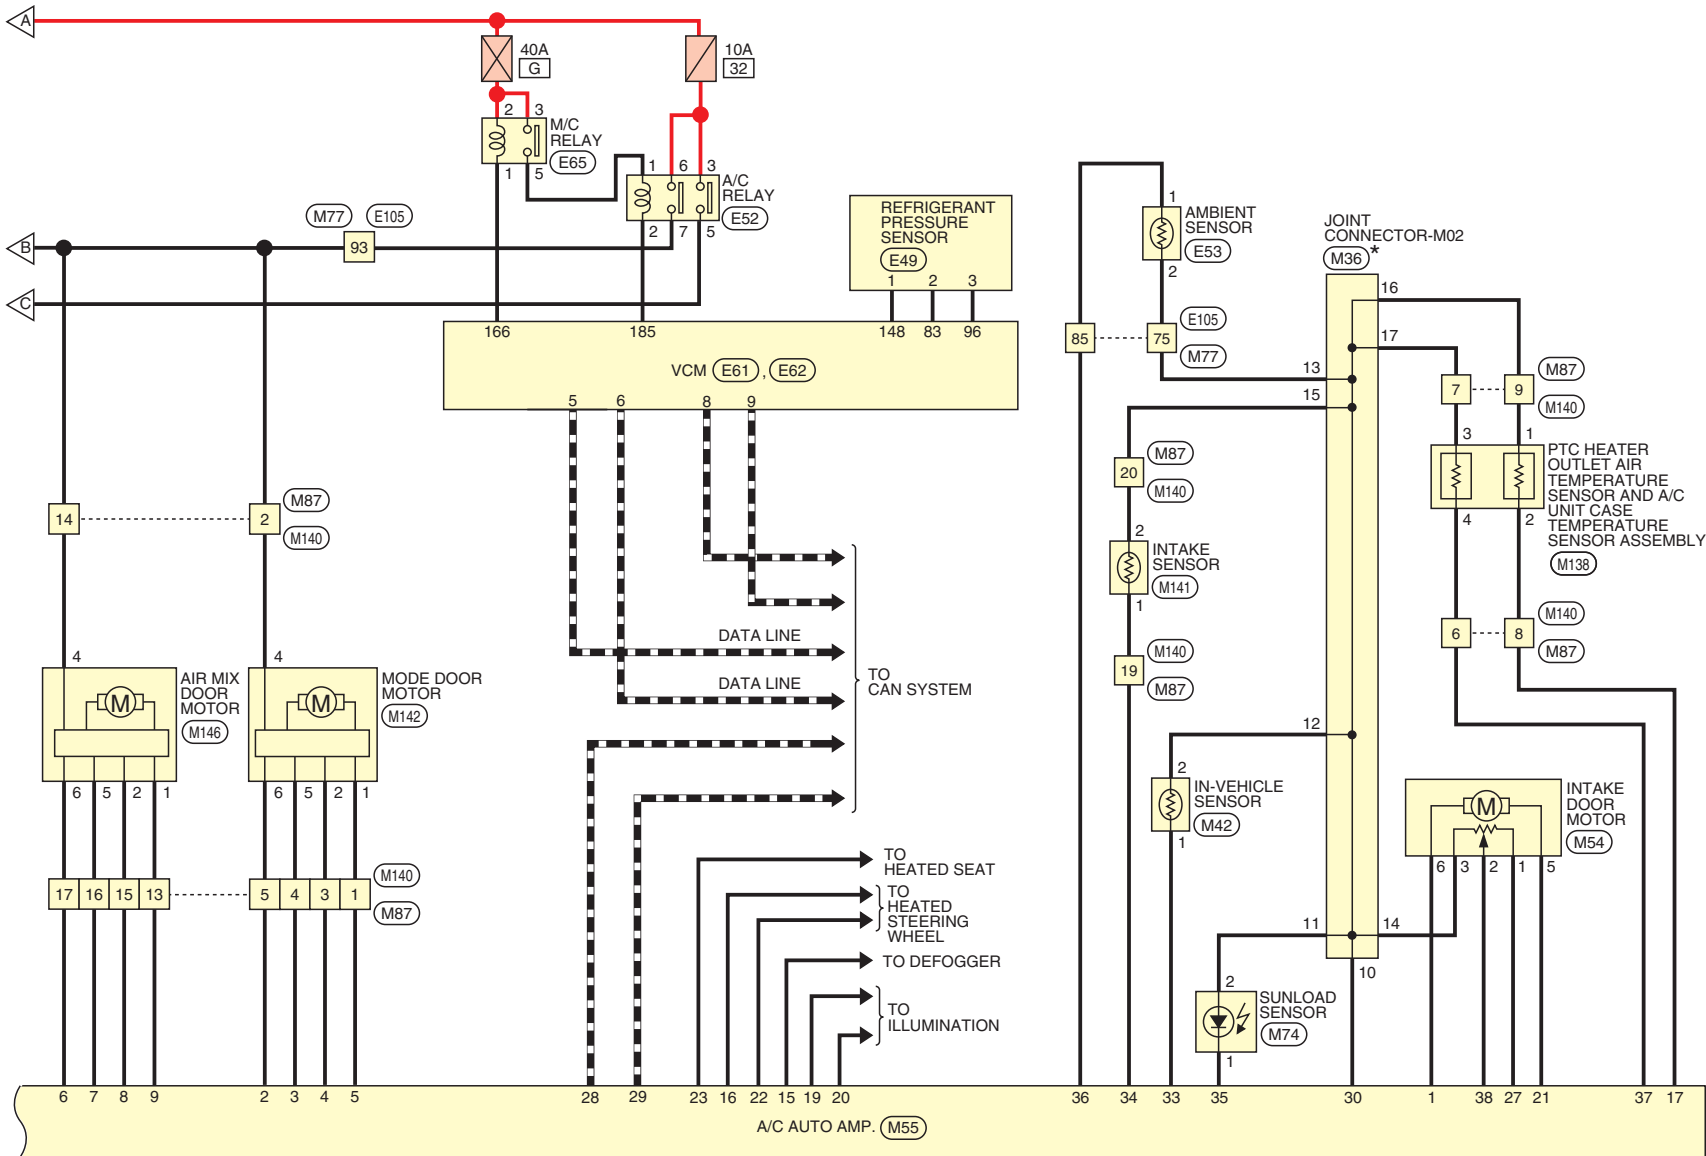 A
40A
G
10A
32
2 3
M/C
RELAY
E65
1 5
1 6 3
A/C
RELAY
E52
2 7 5
M77 E105
B
93
C
REFRIGERANT
PRESSURE
SENSOR
E49
1 2 3
166 185 148 83 96
VCM E61 , E62
5 6 8 9
1
AMBIENT
SENSOR
E53
2
85 75
E105
M77
JOINT
CONNECTOR-M02
M36 *
16
17
13
15
7 9
M87
M140
3 1
PTC HEATER
OUTLET AIR
TEMPERATURE
SENSOR AND A/C
UNIT CASE
TEMPERATURE
SENSOR ASSEMBLY
M138
4 2
M140
6 8
M87
M87
20
M140
2
INTAKE
SENSOR
M141
1
M140
19
M87
14 2
M87
M140
4
AIR MIX
DOOR
MOTOR
M146
M
6 5 2 1
4
MODE DOOR
MOTOR
M142
M
6 5 2 1
17 16 15 13
5 4 3 1
M140
M87
DATA LINE
DATA LINE
TO
CAN SYSTEM
TO
HEATED SEAT
TO
HEATED
STEERING
WHEEL
TO DEFOGGER
TO
ILLUMINATION
12
2
IN-VEHICLE
SENSOR
M42
1
11 14
10
2
SUNLOAD
SENSOR
M74
1
INTAKE
DOOR
MOTOR
M54
M
6 3 2 1 5
6 7 8 9 2 3 4 5 28 29 23 16 22 15 19 20 36 34 33 35 30 1 38 27 21 37 17
A/C AUTO AMP. M55